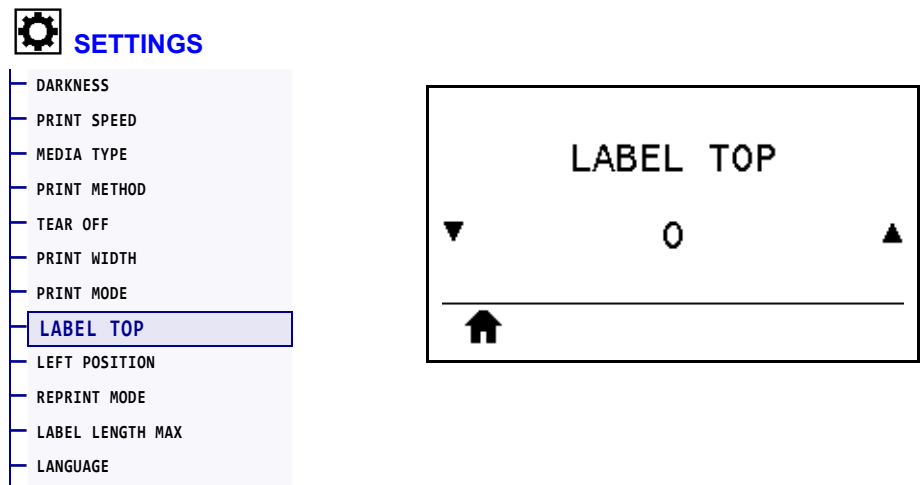 SETTINGS
DARKNESS
PRINT SPEED
MEDIA TYPE
PRINT METHOD
TEAR OFF
PRINT WIDTH
PRINT MODE
LABEL TOP
LEFT POSITION
REPRINT MODE
LABEL LENGTH MAX
LANGUAGE
LABEL TOP
▼ 0 ▲